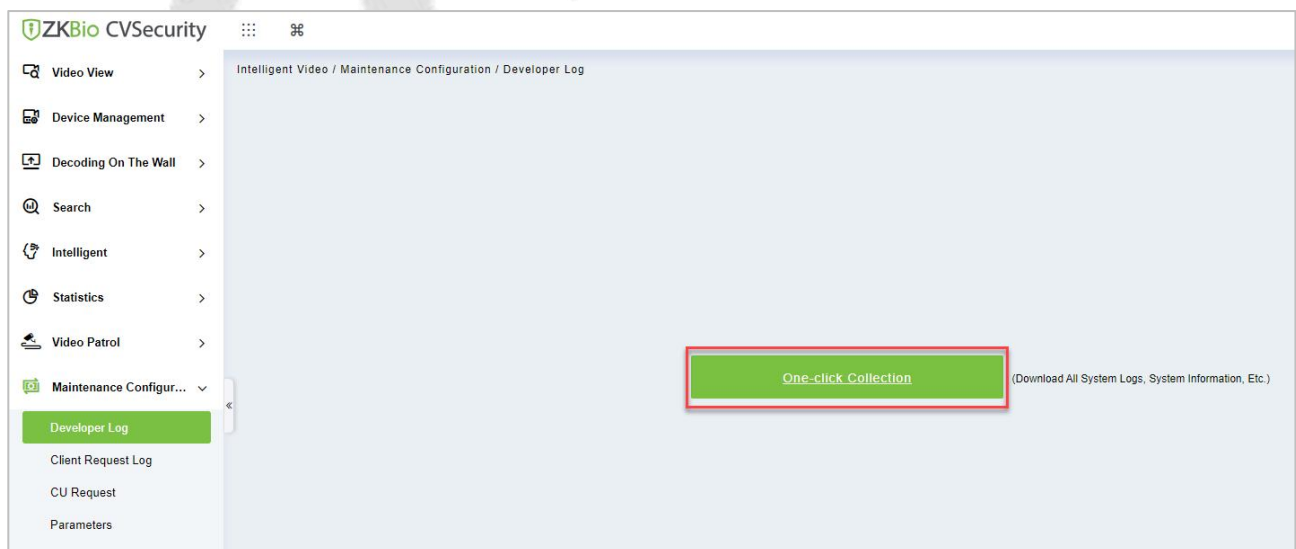 ZKBio CVSecurity
Video View
Device Management
Decoding On The Wall
Search
Intelligent
Statistics
Video Patrol
Maintenance Configur...
Developer Log
Client Request Log
CU Request
Parameters
Intelligent Video / Maintenance Configuration / Developer Log
One-click Collection
(Download All System Logs, System Information, Etc.)